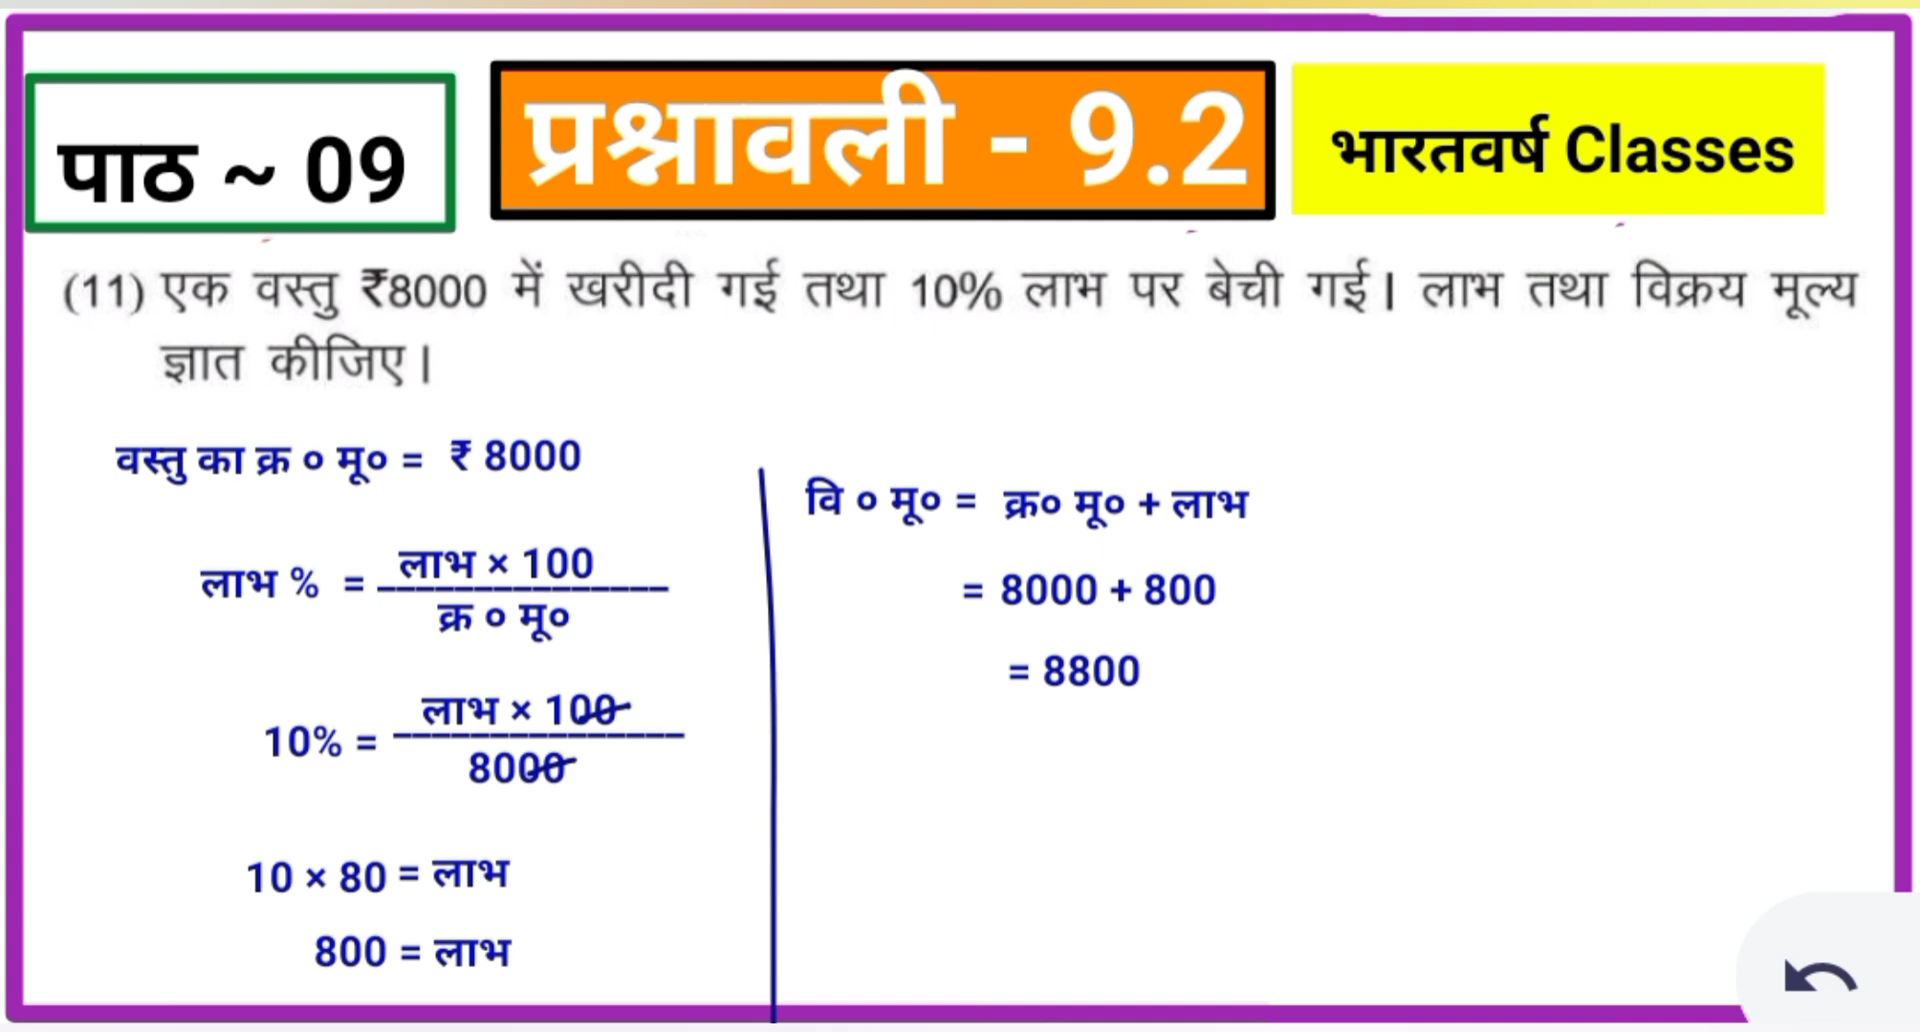 पाठ ~ 09
प्रश्नावली - 9.2
भारतवर्ष Classes
(11) एक वस्तु ₹8000 में खरीदी गई तथा 10% लाभ पर बेची गई। लाभ तथा विक्रय मूल्य
ज्ञात कीजिए।
वस्तु का क्र ० मू० = ₹ 8000
लाभ % = लाभ × 100
क्र ० मू०
10% = लाभ × 100
8000
10 × 80 = लाभ
800 = लाभ
वि ० मू० = क्र० मू० + लाभ
= 8000 + 800
= 8800